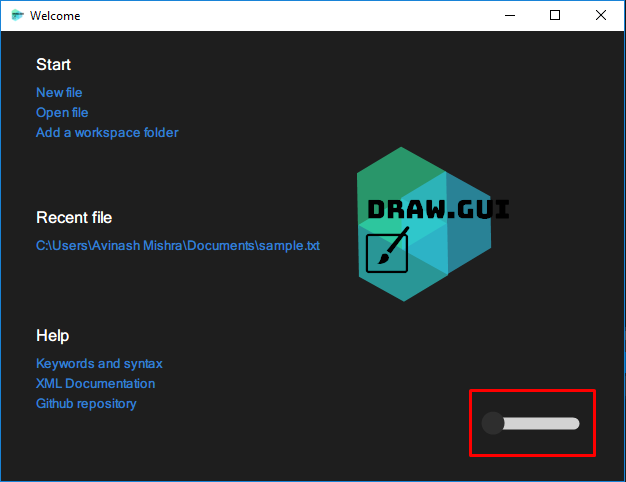 Welcome
Start
New file
Open file
Add a workspace folder
DRAW.GUI
Recent file
C:\Users\Avinash Mishra\Documents\sample.txt
Help
Keywords and syntax
XML Documentation
Github repository